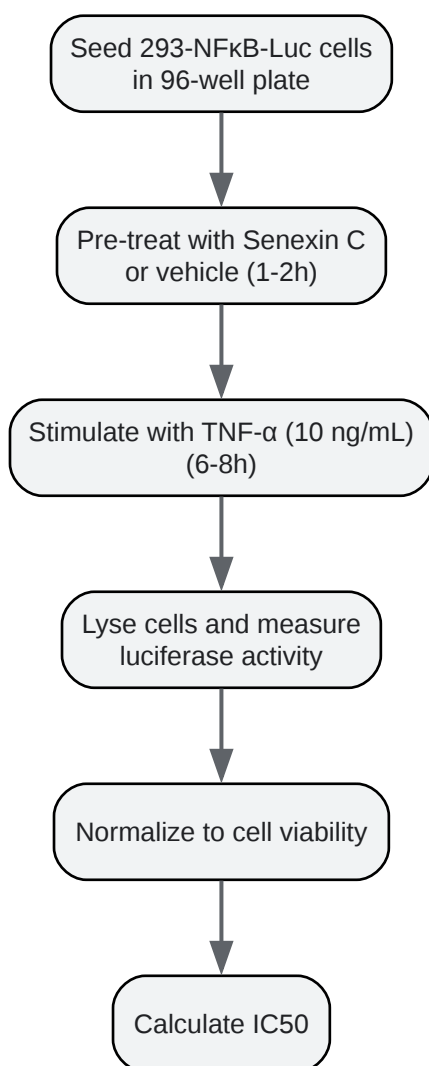 Seed 293-NFκB-Luc cells
in 96-well plate
Pre-treat with Senexin C
or vehicle (1-2h)
Stimulate with TNF-α (10 ng/mL)
(6-8h)
Lyse cells and measure
luciferase activity
Normalize to cell viability
Calculate IC50